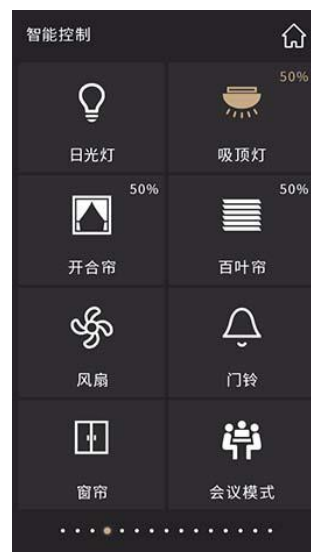 智能控制
50%
日光灯
吸顶灯
50%
50%
开合帘
百叶帘
风扇
门铃
窗帘
会议模式